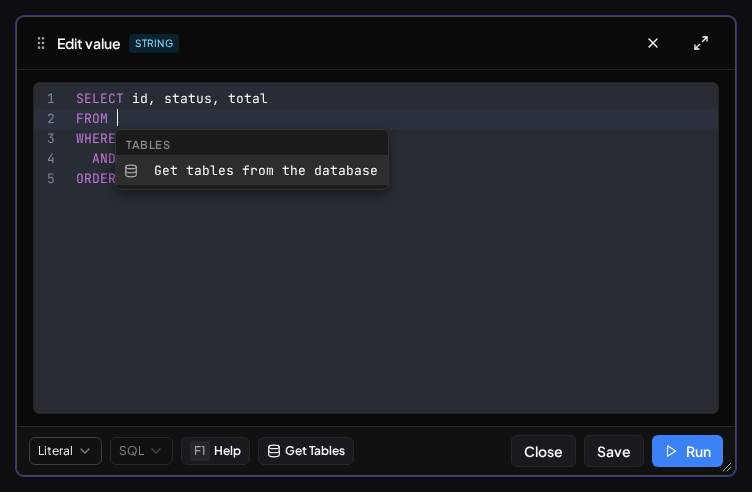 Edit value STRING
1 SELECT id, status, total
2 FROM
3 WHERE
TABLES
4 AND
Get tables from the database
5 ORDER
Literal SQL F1 Help Get Tables Close Save Run